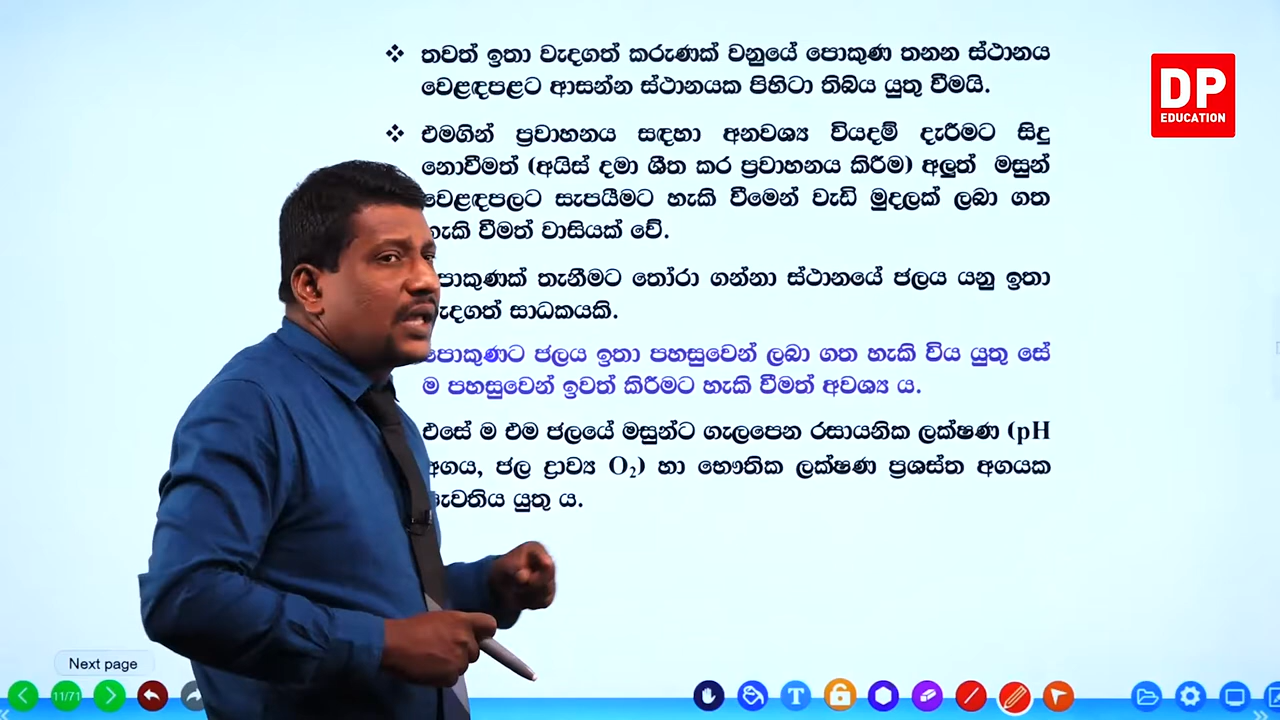 ❖ තවත් ඉතා වැදගත් කරුණක් වනුයේ පොකුණ තනන ස්ථානය
වෙළඳපළට ආසන්න ස්ථානයක පිහිටා තිබිය යුතු වීමයි.
DP
EDUCATION
❖ එමගින් ප්‍රවාහනය සඳහා අනවශ්‍ය වියදම් දැරීමට සිදු
නොවීමත් (අයිස් දමා ශීත කර ප්‍රවාහනය කිරීම) අලුත් මසුන්
වෙළඳපලට සැපයීමට හැකි වීමෙන් වැඩි මුදලක් ලබා ගත
හැකි වීමත් වාසියක් වේ.
පොකුණක් තැනීමට තෝරා ගන්නා ස්ථානයේ ජලය යනු ඉතා
වැදගත් සාධකයකි.
පොකුණට ජලය ඉතා පහසුවෙන් ලබා ගත හැකි විය යුතු සේ
ම පහසුවෙන් ඉවත් කිරීමට හැකි වීමත් අවශ්‍ය ය.
එසේ ම එම ජලයේ මසුන්ට ගැලපෙන රසායනික ලක්ෂණ (pH
අගය, ජල ද්‍රාව්‍ය O₂) හා භෞතික ලක්ෂණ ප්‍රශස්ත අගයක
පැවතිය යුතු ය.
Next page
11/71
T